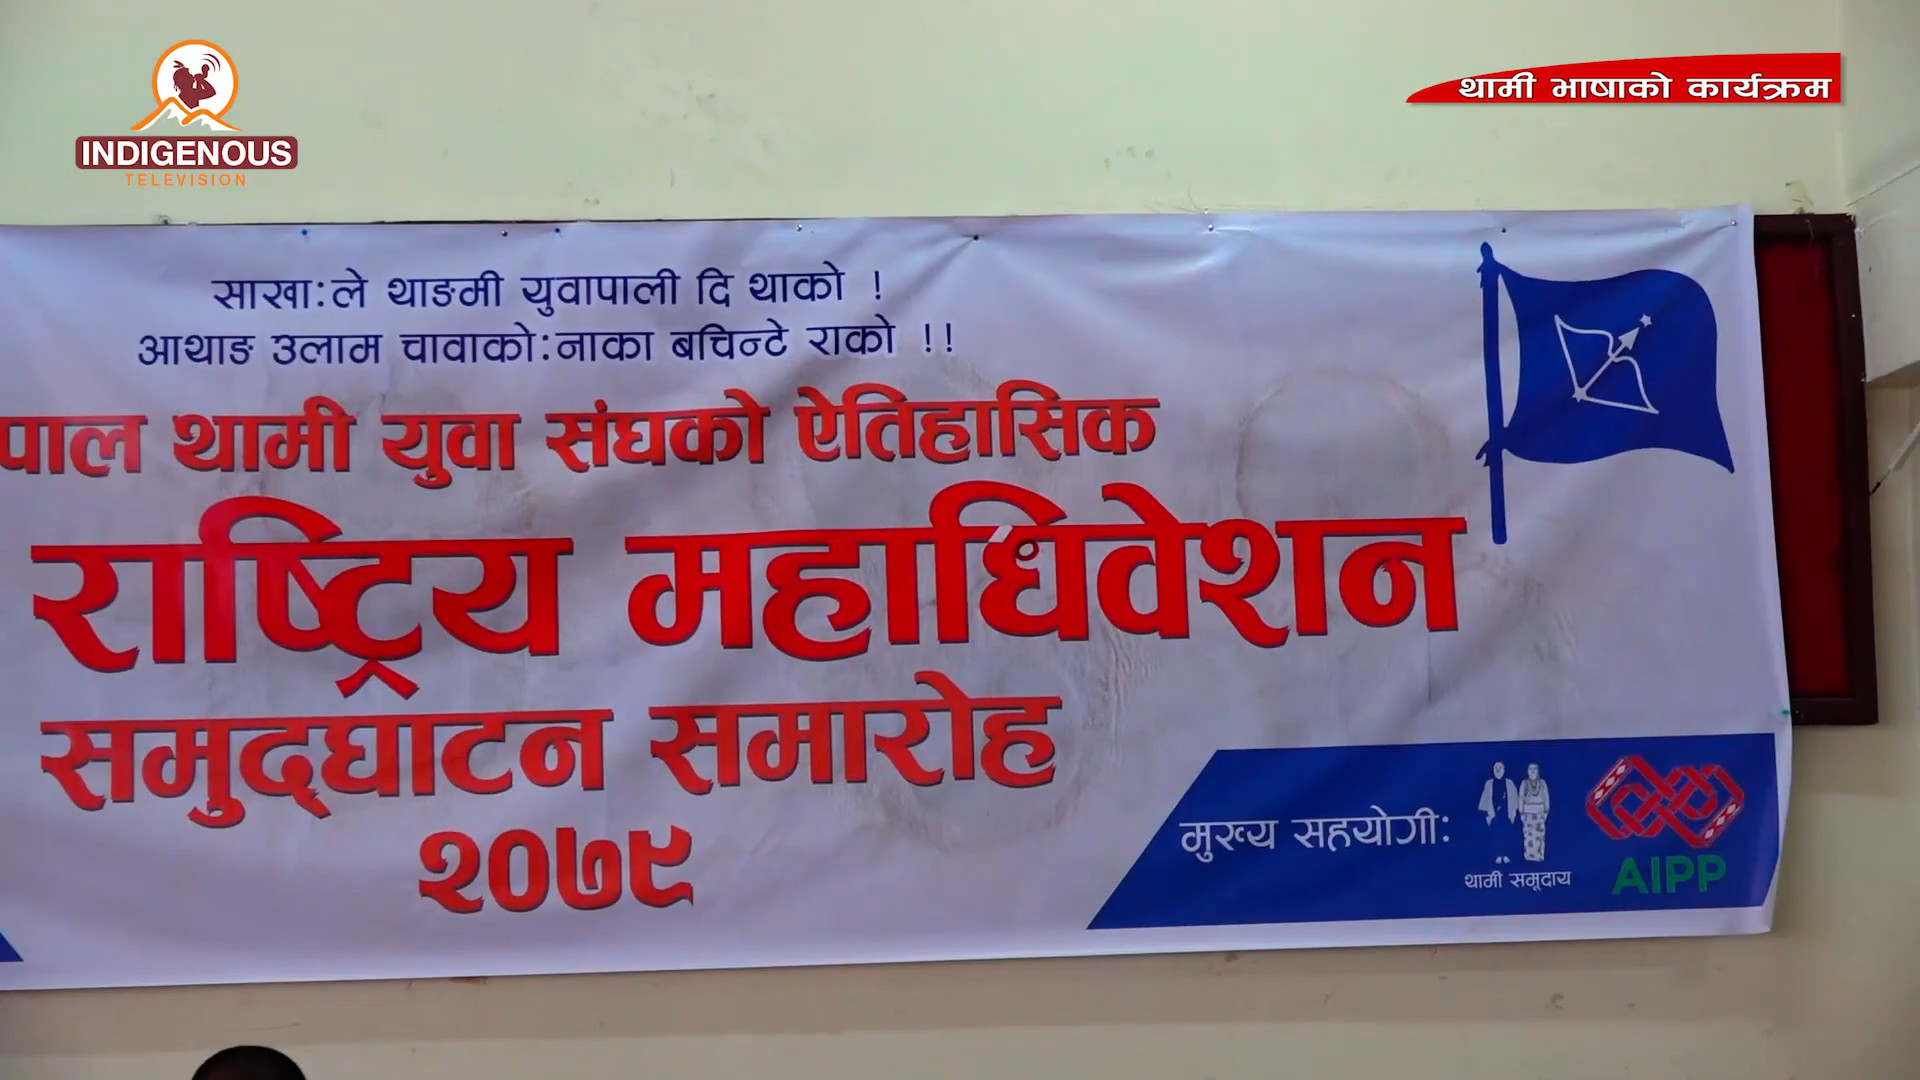 INDIGENOUS
TELEVISION
थामी भाषाको कार्यक्रम
साखा:ले थाङमी युवापाली दि थाको !
आथाङ उलाम चावाको:नाका बचिन्टे राको !!
पाल थामी युवा संघको ऐतिहासिक
राष्ट्रिय महाधिवेशन
समुद्घाटन समारोह
२०७९
मुख्य सहयोगी:
थामी समूदाय
AIPP